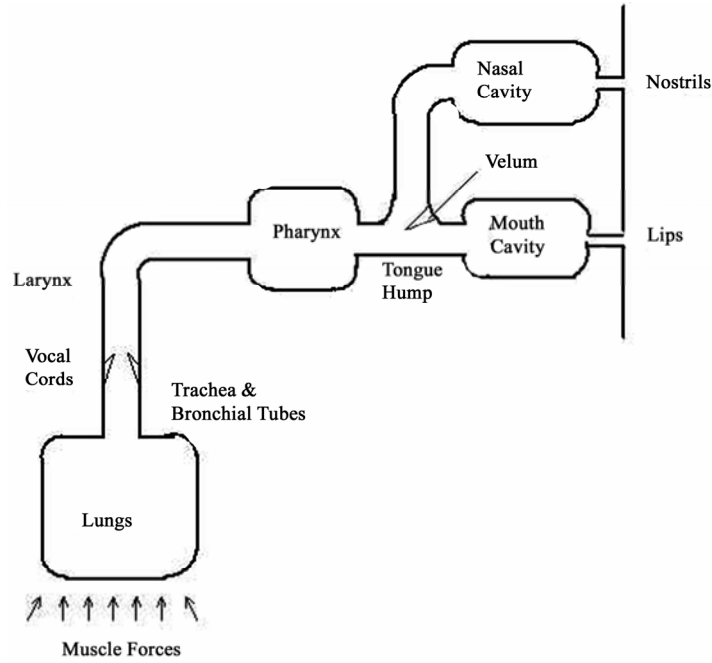 Nasal
Cavity
Nostrils
Velum
Pharynx
Mouth
Cavity
Lips
Tongue
Hump
Larynx
Vocal
Cords
Trachea &
Bronchial Tubes
Lungs
Muscle Forces